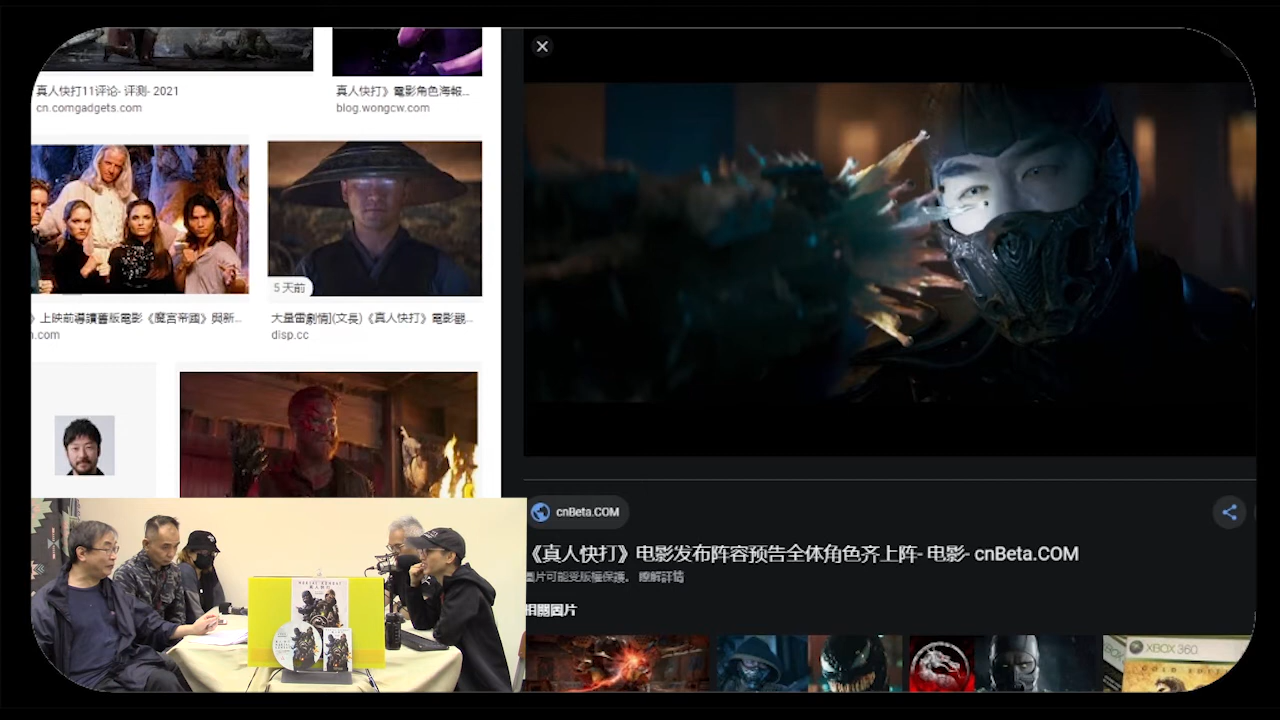 真人快打11评论- 评测- 2021
cn.comgadgets.com
真人快打》電影角色海報...
blog.wongcw.com
5 天前
》上映前導讀舊版電影《魔宮帝國》與新...
n.com
大量雷劇情](文長)《真人快打》電影觀...
disp.cc
cnBeta.COM
《真人快打》电影发布阵容预告全体角色齐上阵- 电影- cnBeta.COM
圖片可能受版權保護。 瞭解詳情
相關圖片
XBOX 360
真人快打